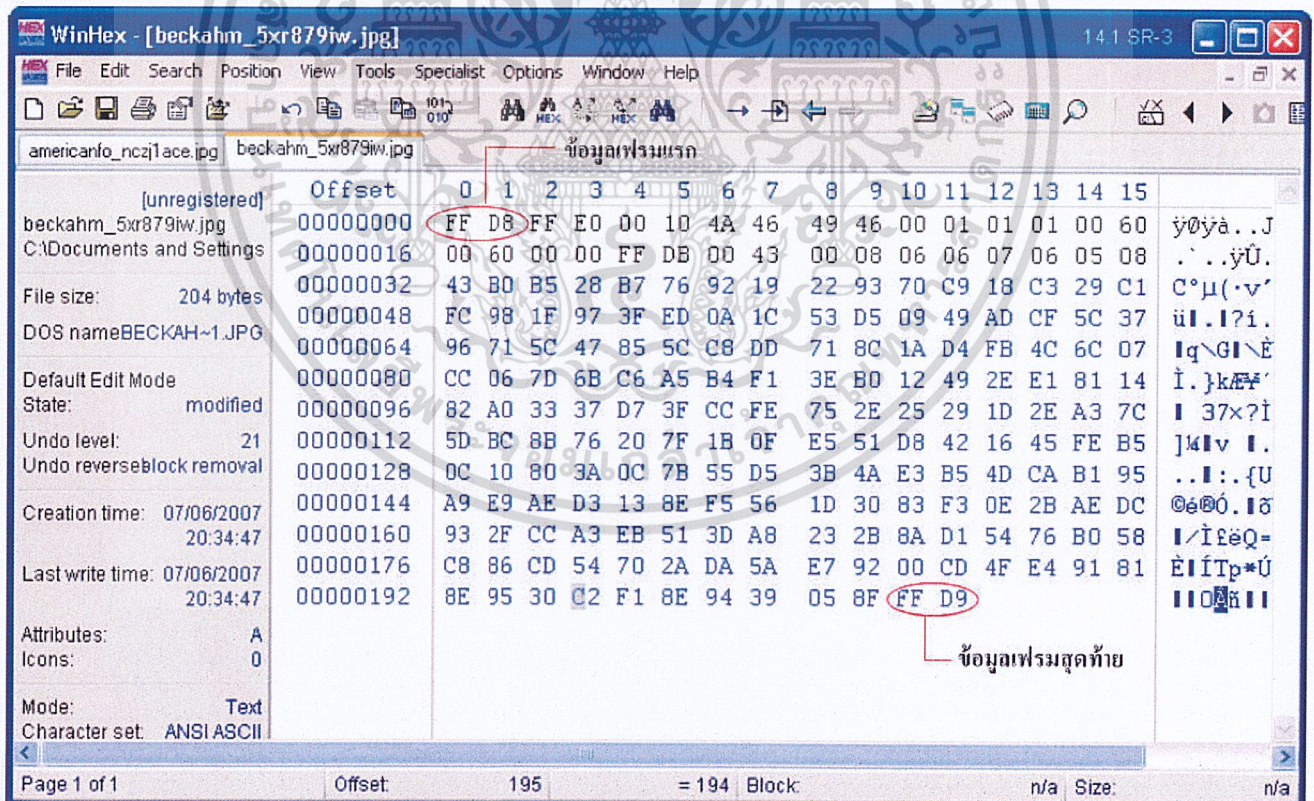 WinHex - [beckahm_5xr879iw.jpg] 14.1 SR-3
File Edit Search Position View Tools Specialist Options Window Help
americanfo_nczj1ace.jpg beckahm_5xr879iw.jpg
ข้อมูลเฟรมแรก
[unregistered]
beckahm_5xr879iw.jpg
C:\Documents and Settings
File size: 204 bytes
DOS nameBECKAH~1.JPG
Default Edit Mode
State: modified
Undo level: 21
Undo reverseblock removal
Creation time: 07/06/2007
20:34:47
Last write time: 07/06/2007
20:34:47
Attributes: A
Icons: 0
Mode: Text
Character set: ANSI ASCII
Offset 0 1 2 3 4 5 6 7 8 9 10 11 12 13 14 15
00000000 FF D8 FF E0 00 10 4A 46 49 46 00 01 01 01 00 60 ÿØÿà..J
00000016 00 60 00 00 FF DB 00 43 00 08 06 06 07 06 05 08 .`..ÿÛ.
00000032 43 B0 B5 28 B7 76 92 19 22 93 70 C9 18 C3 29 C1 C°µ(·v’
00000048 FC 98 1F 97 3F ED 0A 1C 53 D5 09 49 AD CF 5C 37
00000064 96 71 5C 47 85 5C C8 DD 71 8C 1A D4 FB 4C 6C 07
00000080 CC 06 7D 6B C6 A5 B4 F1 3E B0 12 49 2E E1 81 14 Ì.}kÆ¥´
00000096 82 A0 33 37 D7 3F CC FE 75 2E 25 29 1D 2E A3 7C 37×?Ì
00000112 5D BC 8B 76 20 7F 1B 0F E5 51 D8 42 16 45 FE B5
00000128 0C 10 80 3A 0C 7B 55 D5 3B 4A E3 B5 4D CA B1 95
00000144 A9 E9 AE D3 13 8E F5 56 1D 30 83 F3 0E 2B AE DC
00000160 93 2F CC A3 EB 51 3D A8 23 2B 8A D1 54 76 B0 58
00000176 C8 86 CD 54 70 2A DA 5A E7 92 00 CD 4F E4 91 81
00000192 8E 95 30 C2 F1 8E 94 39 05 8F FF D9
ข้อมูลเฟรมสุดท้าย
Page 1 of 1 Offset: 195 = 194 Block: n/a Size: n/a